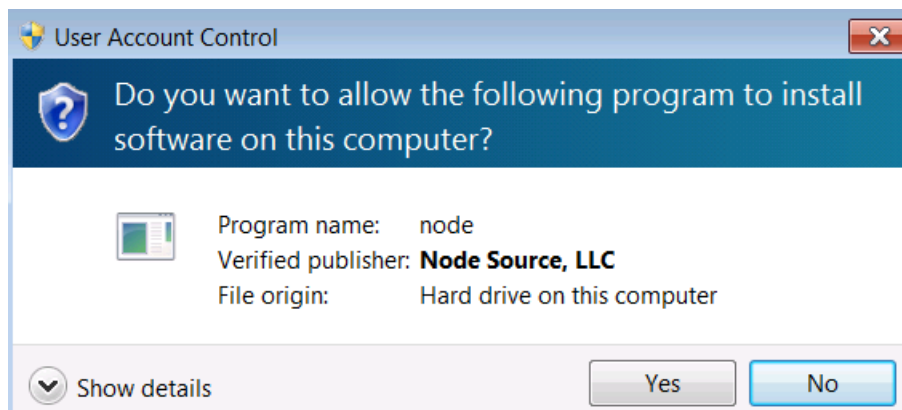 User Account Control
Do you want to allow the following program to install
software on this computer?
Program name: node
Verified publisher: Node Source, LLC
File origin: Hard drive on this computer
Show details
Yes
No